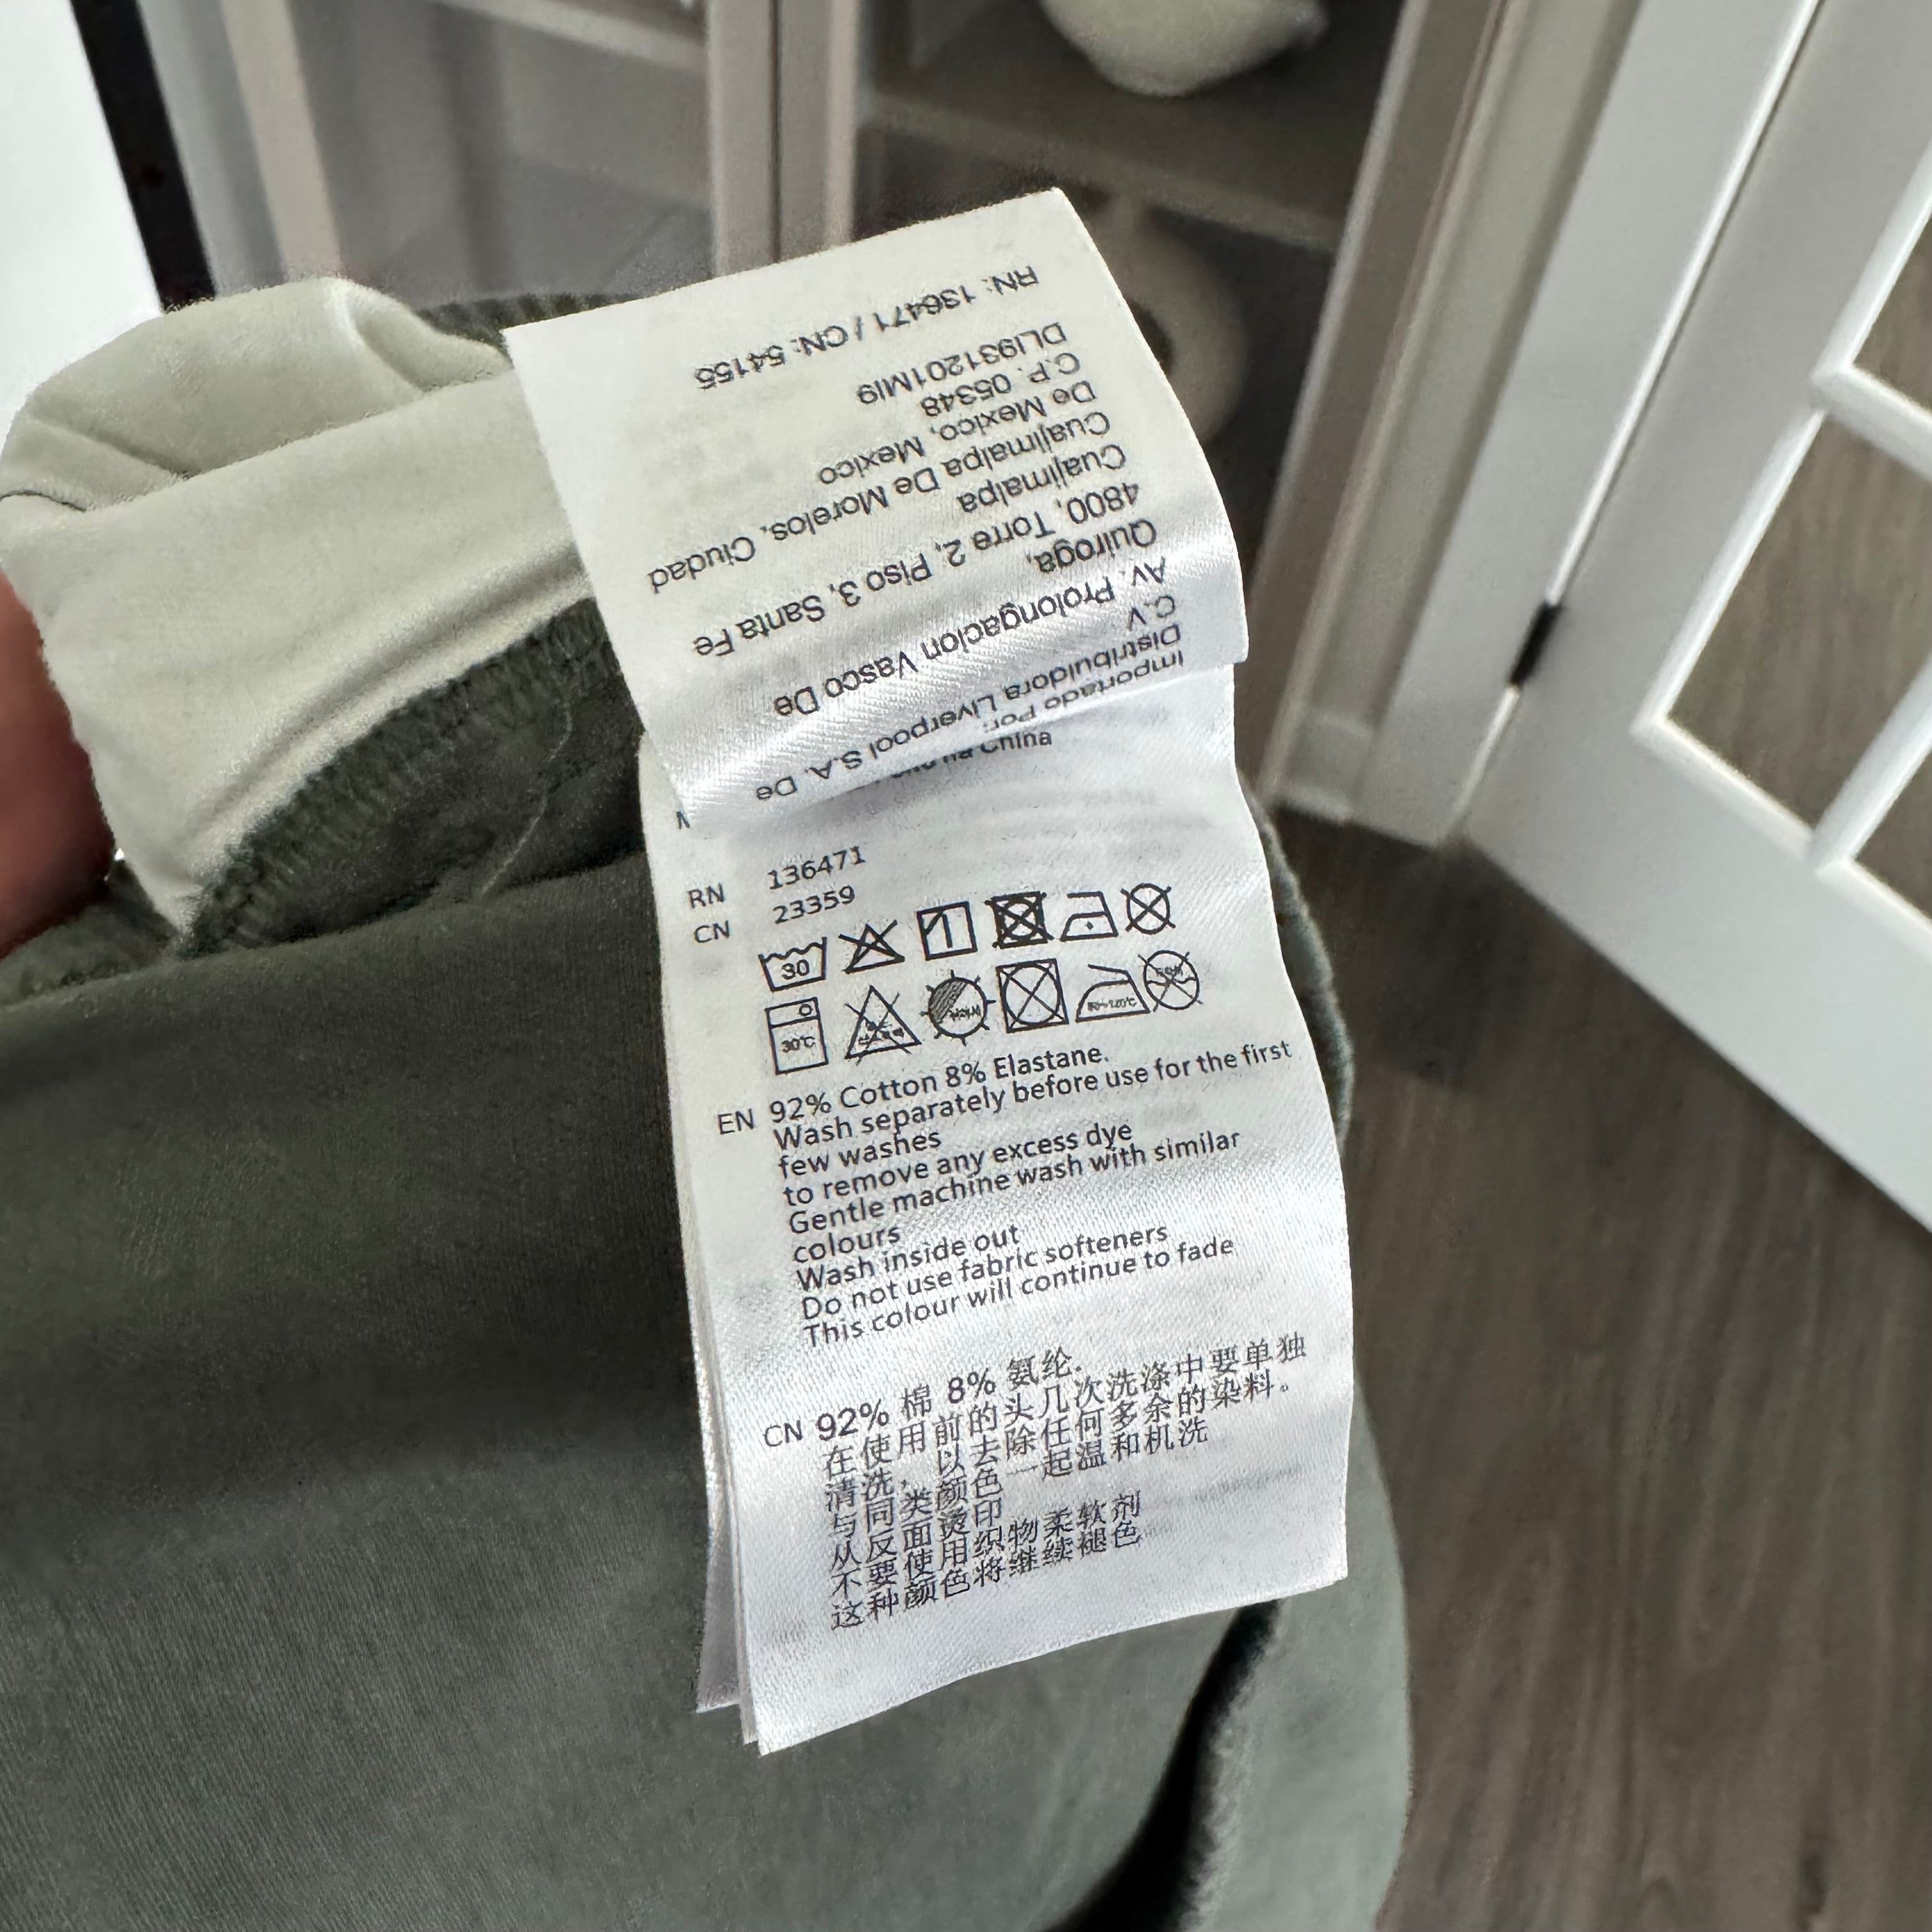 RN: 136471 / CN: 54155
DLI931201MI9
C.P. 05348
De Mexico, Mexico
Cuajimalpa De Morelos, Ciudad
Cuajimalpa
4800, Torre 2, Piso 3, Santa Fe
Quiroga,
Av. Prolongacion Vasco De
C.V
Distribuidora Liverpool S.A. De
Importado Por:
China
RN 136471
CN 23359
30
30℃
EN 92% Cotton 8% Elastane.
Wash separately before use for the first
few washes
to remove any excess dye
Gentle machine wash with similar
colours
Wash inside out
Do not use fabric softeners
This colour will continue to fade
CN 92% 棉 8% 氨纶.
在使用前的头几次洗涤中要单独
清洗，以去除任何多余的染料。
与同类颜色一起温和机洗
从反面烫印
不要使用织物柔软剂
这种颜色将继续褪色